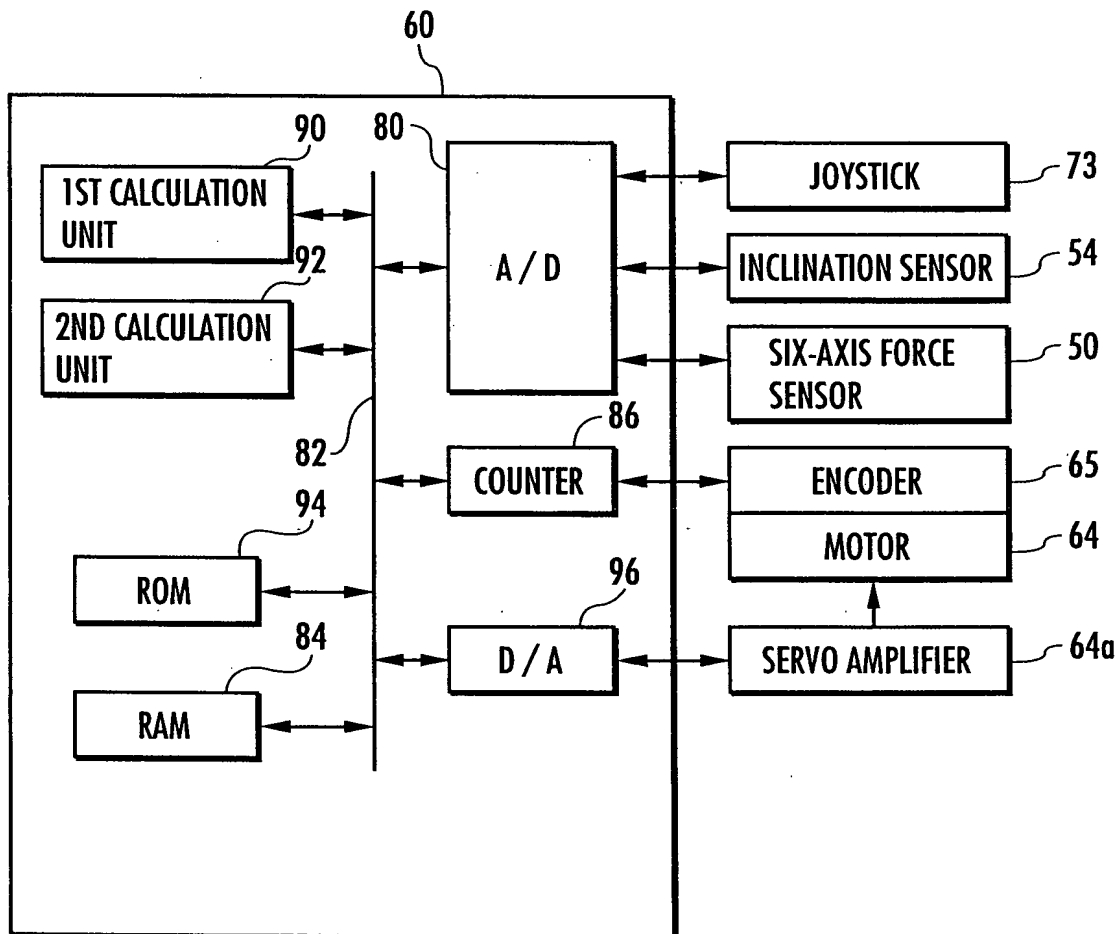 60
90
1ST CALCULATION
UNIT
92
2ND CALCULATION
UNIT
82
94
ROM
84
RAM
80
A / D
86
COUNTER
96
D / A
JOYSTICK
73
INCLINATION SENSOR
54
SIX-AXIS FORCE
SENSOR
50
ENCODER
65
MOTOR
64
SERVO AMPLIFIER
64a